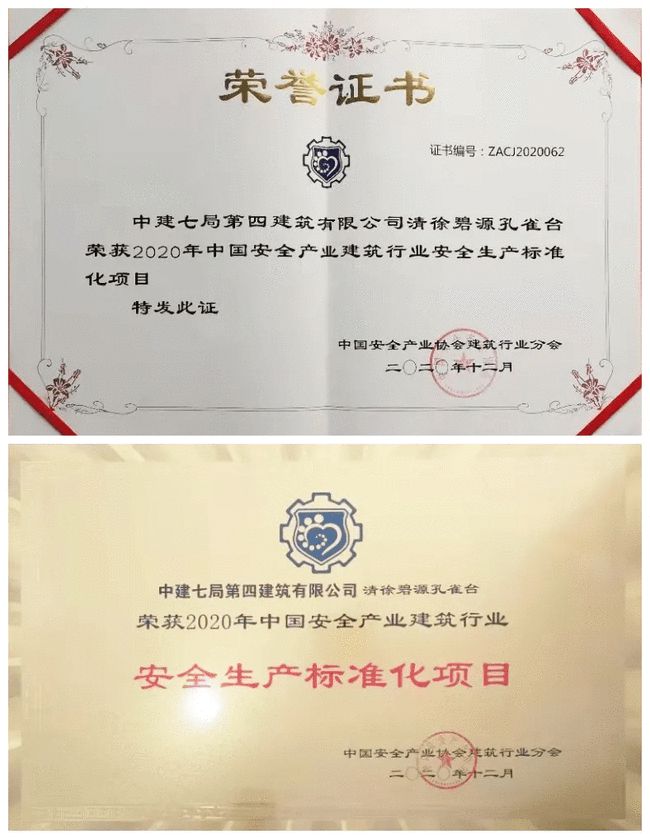 荣誉证书
证书编号：ZACJ2020062
中建七局第四建筑有限公司清徐碧源孔雀台
荣获2020年中国安全产业建筑行业安全生产标准
化项目
特发此证
中国安全产业协会建筑行业分会
二〇二〇年十二月
中建七局第四建筑有限公司 清徐碧源孔雀台
荣获2020年中国安全产业建筑行业
安全生产标准化项目
中国安全产业协会建筑行业分会
二〇二〇年十二月